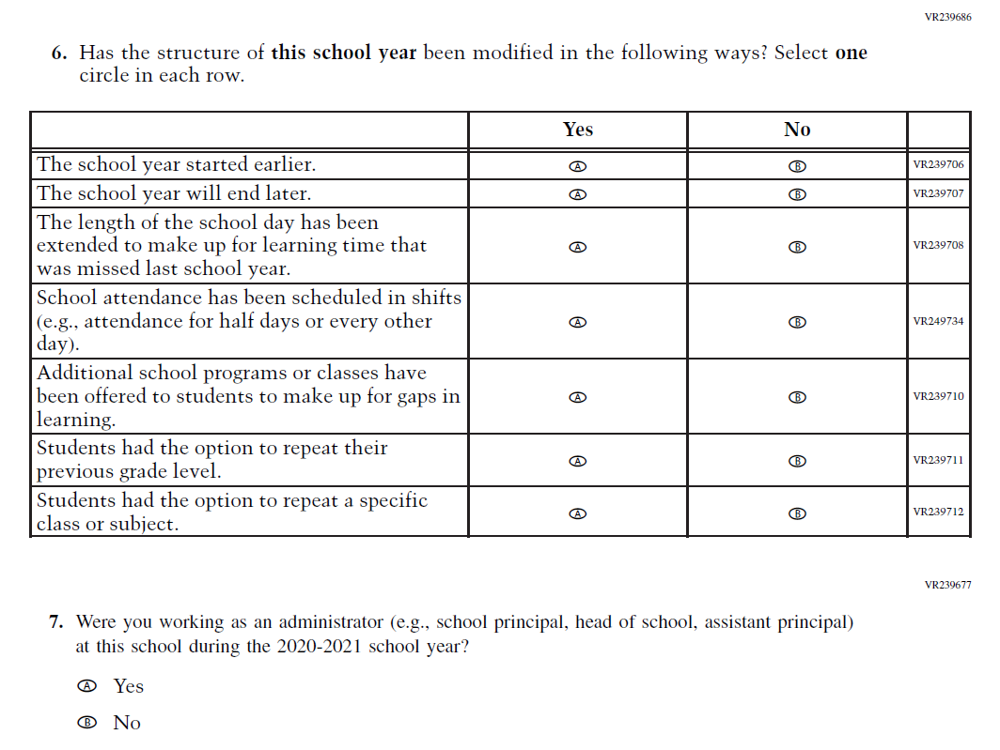 VR239686
6. Has the structure of this school year been modified in the following ways? Select one
circle in each row.
Yes No
The school year started earlier. A B VR239706
The school year will end later. A B VR239707
The length of the school day has been
extended to make up for learning time that A B VR239708
was missed last school year.
School attendance has been scheduled in shifts
(e.g., attendance for half days or every other A B VR249734
day).
Additional school programs or classes have
been offered to students to make up for gaps in A B VR239710
learning.
Students had the option to repeat their
previous grade level. A B VR239711
Students had the option to repeat a specific
class or subject. A B VR239712
VR239677
7. Were you working as an administrator (e.g., school principal, head of school, assistant principal)
at this school during the 2020-2021 school year?
A Yes
B No